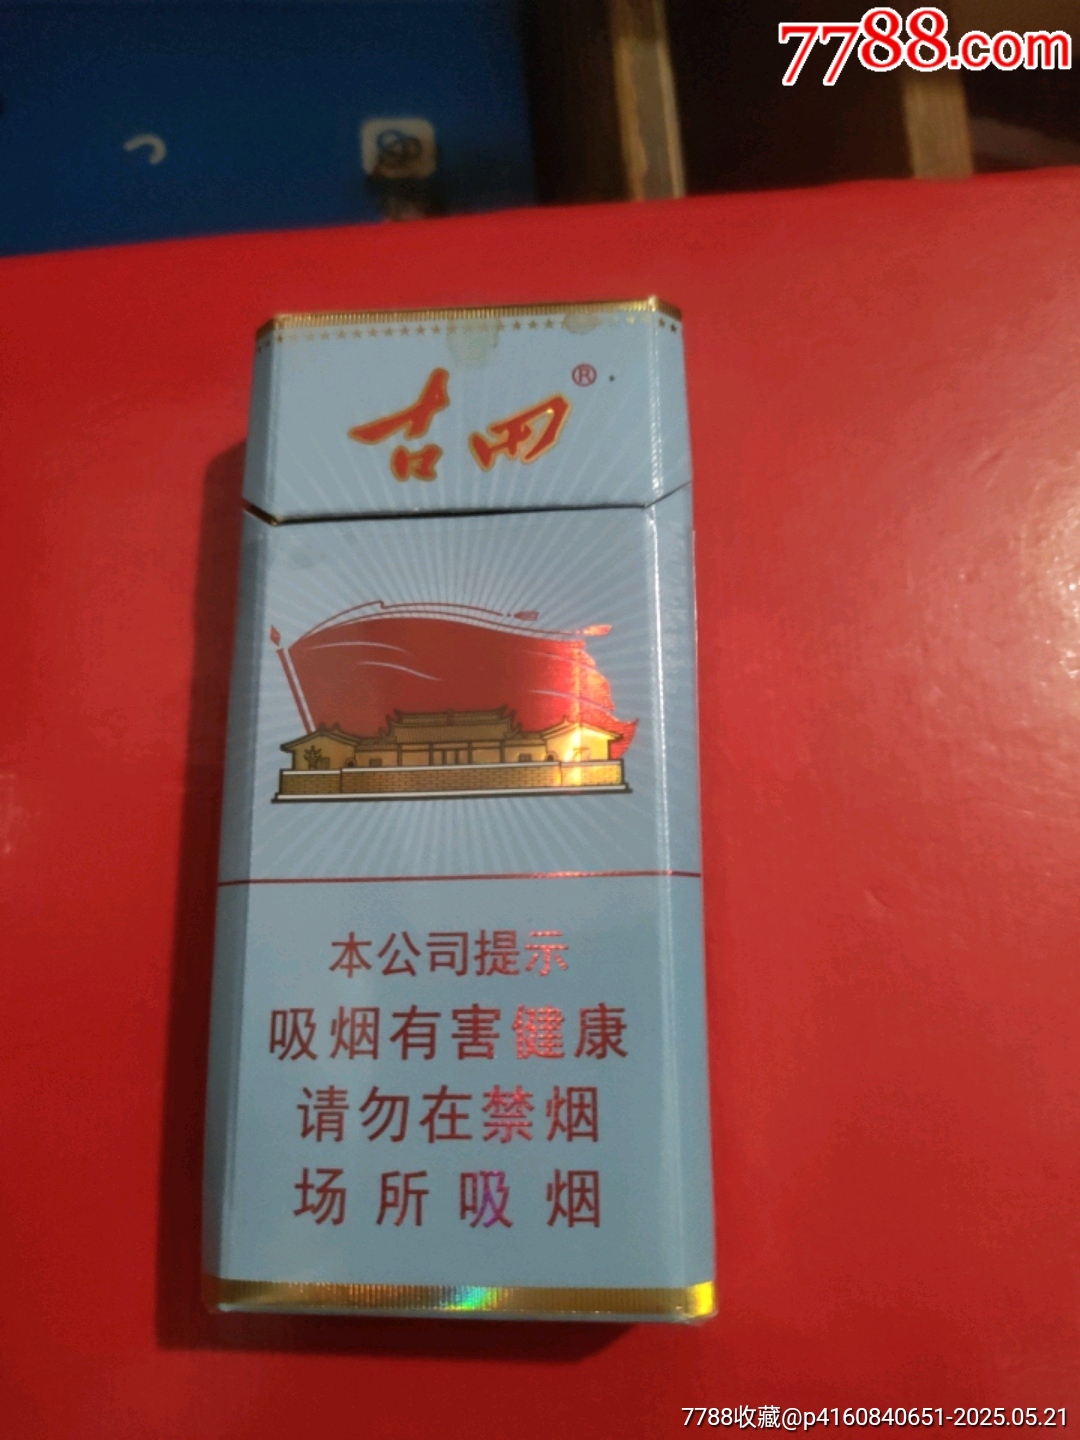 7788.com
古田®
本公司提示
吸烟有害健康
请勿在禁烟
场所吸烟
7788收藏@p4160840651-2025.05.21